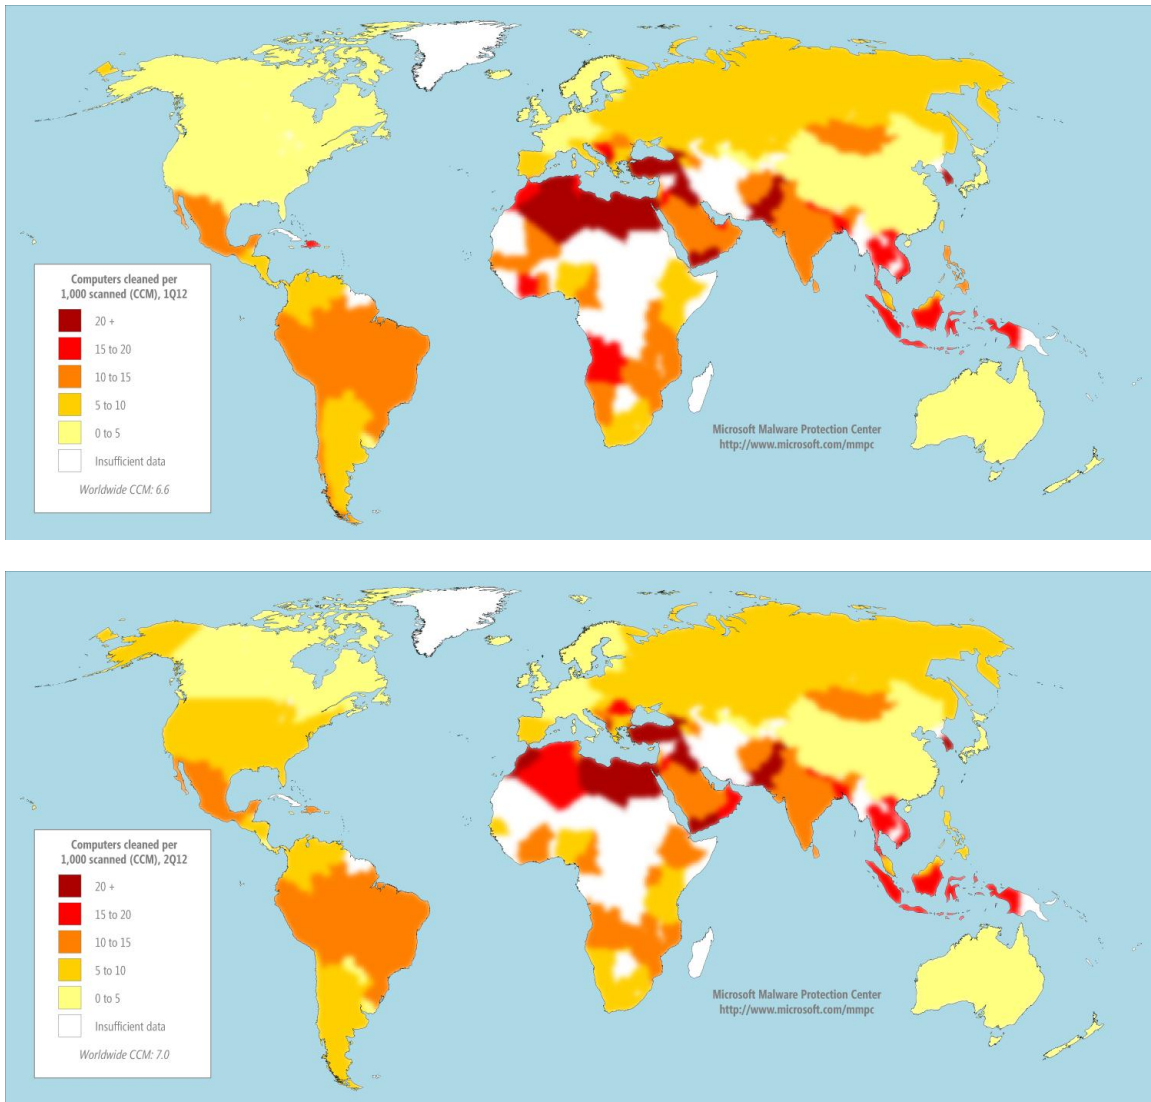 Computers cleaned per
1,000 scanned (CCM), 1Q12
20 +
15 to 20
10 to 15
5 to 10
0 to 5
Insufficient data
Worldwide CCM: 6.6
Microsoft Malware Protection Center
http://www.microsoft.com/mmpc
Computers cleaned per
1,000 scanned (CCM), 2Q12
20 +
15 to 20
10 to 15
5 to 10
0 to 5
Insufficient data
Worldwide CCM: 7.0
Microsoft Malware Protection Center
http://www.microsoft.com/mmpc